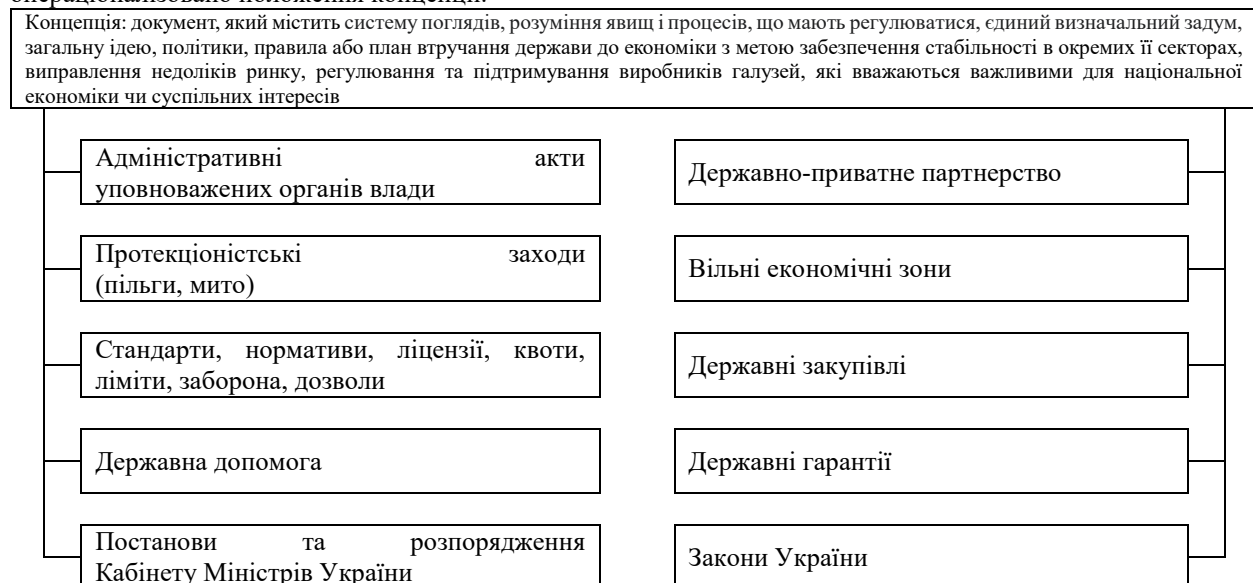 операціоналізовано положення концепції.
Концепція: документ, який містить систему поглядів, розуміння явищ і процесів, що мають регулюватися, єдиний визначальний задум,
загальну ідею, політики, правила або план втручання держави до економіки з метою забезпечення стабільності в окремих її секторах,
виправлення недоліків ринку, регулювання та підтримування виробників галузей, які вважаються важливими для національної
економіки чи суспільних інтересів
Адміністративні акти
уповноважених органів влади
Державно-приватне партнерство
Протекціоністські заходи
(пільги, мито)
Вільні економічні зони
Стандарти, нормативи, ліцензії, квоти,
ліміти, заборона, дозволи
Державні закупівлі
Державна допомога
Державні гарантії
Постанови та розпорядження
Кабінету Міністрів України
Закони України